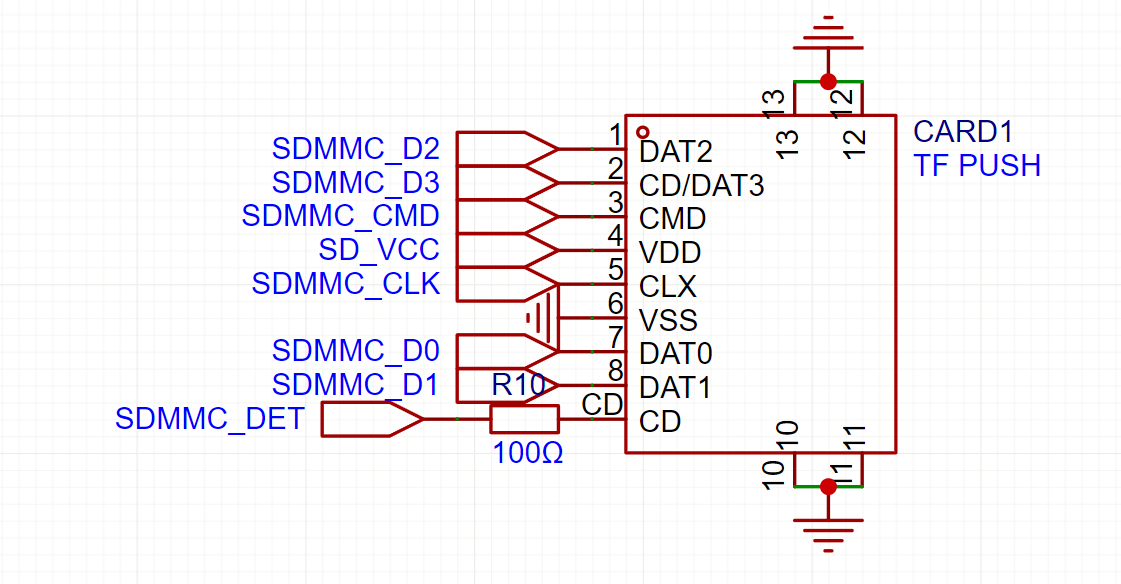 13 12
13 12
CARD1
TF PUSH
SDMMC_D2 1 DAT2
SDMMC_D3 2 CD/DAT3
SDMMC_CMD 3 CMD
SD_VCC 4 VDD
SDMMC_CLK 5 CLX
6 VSS
SDMMC_D0 7 DAT0
SDMMC_D1 R10 8 DAT1
SDMMC_DET CD CD
100Ω
10 11
10 11